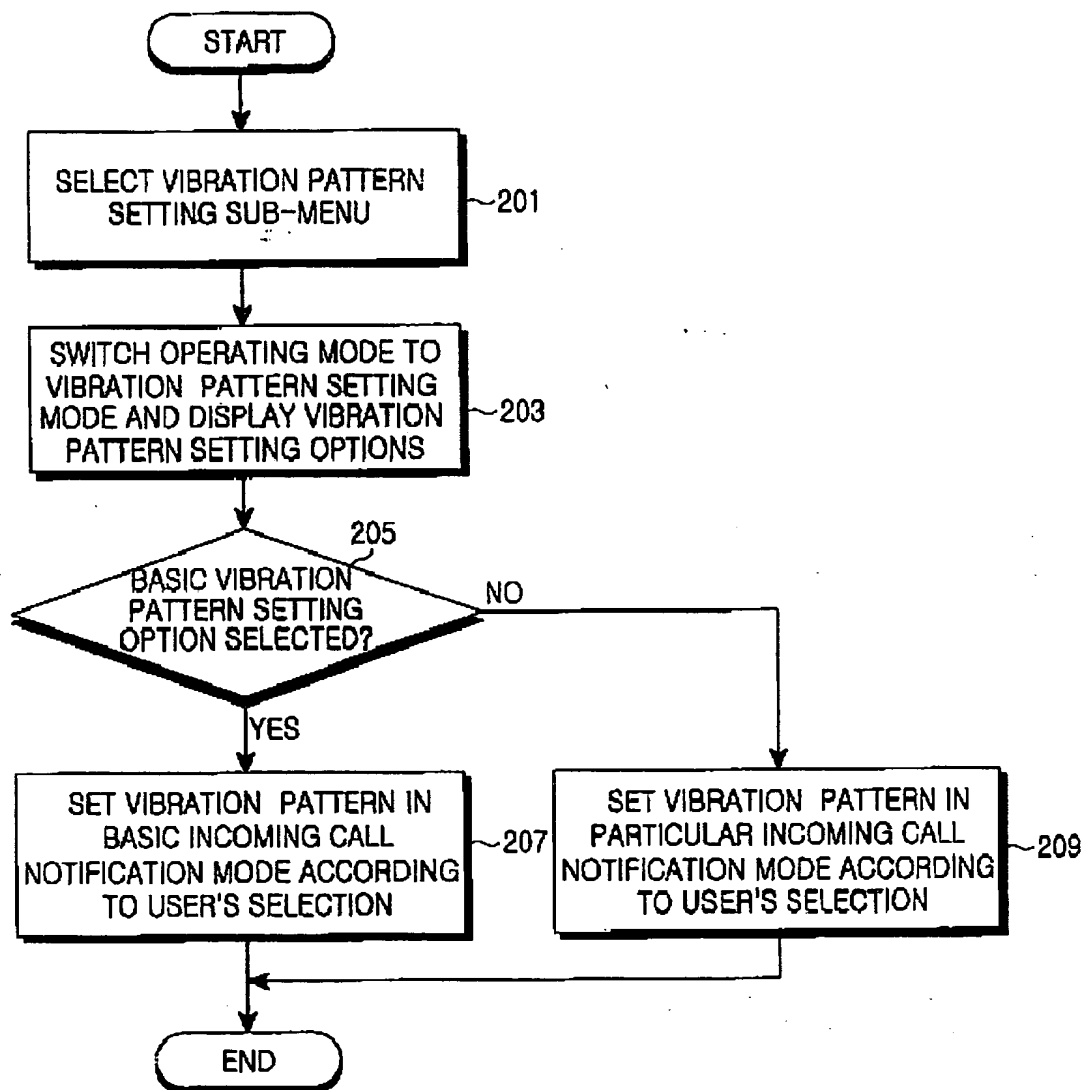 START
SELECT VIBRATION PATTERN
SETTING SUB-MENU
201
SWITCH OPERATING MODE TO
VIBRATION PATTERN SETTING
MODE AND DISPLAY VIBRATION
PATTERN SETTING OPTIONS
203
205
BASIC VIBRATION
PATTERN SETTING
OPTION SELECTED?
NO
YES
SET VIBRATION PATTERN IN
BASIC INCOMING CALL
NOTIFICATION MODE ACCORDING
TO USER'S SELECTION
207
SET VIBRATION PATTERN IN
PARTICULAR INCOMING CALL
NOTIFICATION MODE ACCORDING
TO USER'S SELECTION
209
END